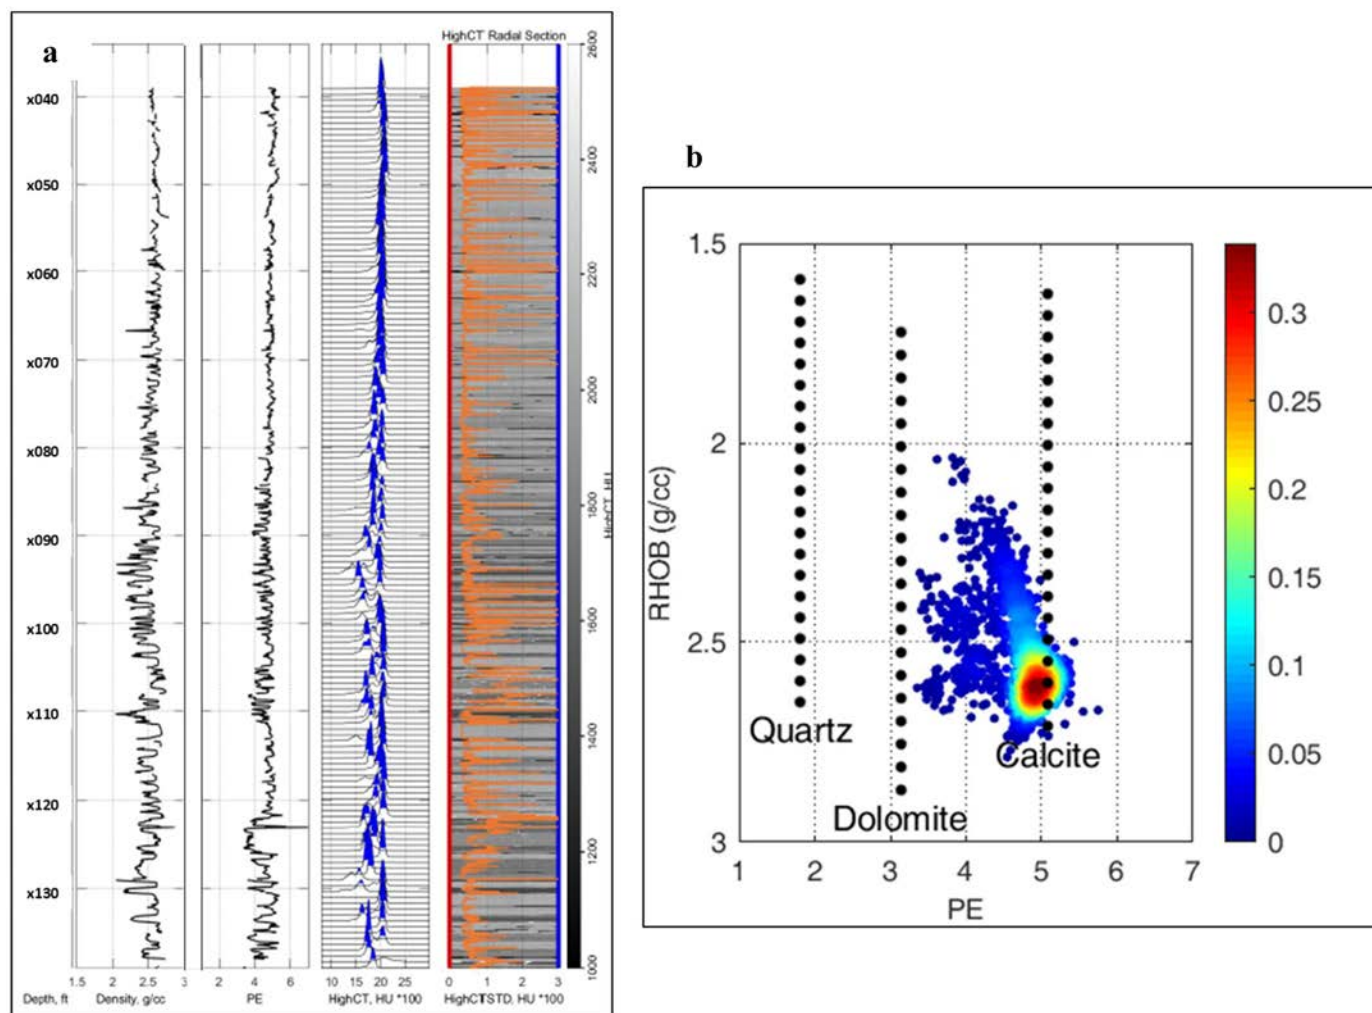 a
HighCT Radial Section
x040
x050
x060
x070
x080
x090
x100
x110
x120
x130
2600
2400
2200
2000
1800
1600
1400
1200
1000
HighCT, HU
1.5 2 2.5 3
2 4 6
10 15 20 25
0 1 2 3
Depth, ft
Density, g/cc
PE
HighCT, HU *100
HighCTSTD, HU *100
b
1.5
2
2.5
3
RHOB (g/cc)
Quartz
Dolomite
Calcite
1 2 3 4 5 6 7
PE
0.3
0.25
0.2
0.15
0.1
0.05
0